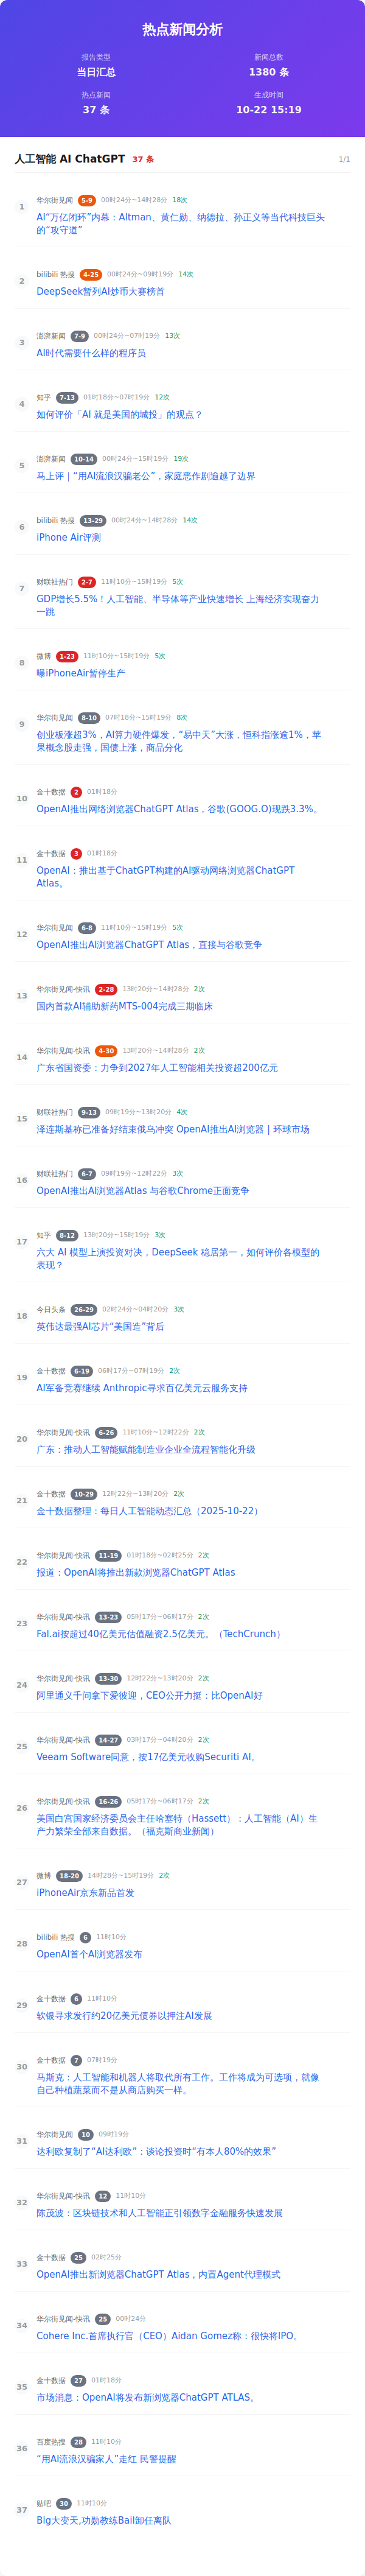 热点新闻分析
报告类型
当日汇总
新闻总数
1380 条
热点新闻
37 条
生成时间
10-22 15:19
人工智能 AI ChatGPT 37 条 1/1
1 华尔街见闻 5-9 00时24分~14时28分 18次
AI“万亿闭环”内幕：Altman、黄仁勋、纳德拉、孙正义等当代科技巨头
的“攻守道”
2 bilibili 热搜 4-25 00时24分~09时19分 14次
DeepSeek暂列AI炒币大赛榜首
3 澎湃新闻 7-9 00时24分~07时19分 13次
AI时代需要什么样的程序员
4 知乎 7-13 01时18分~07时19分 12次
如何评价「AI 就是美国的城投」的观点？
5 澎湃新闻 10-14 00时24分~15时19分 19次
马上评｜“用AI流浪汉骗老公”，家庭恶作剧逾越了边界
6 bilibili 热搜 13-29 00时24分~14时28分 14次
iPhone Air评测
7 财联社热门 2-7 11时10分~15时19分 5次
GDP增长5.5%！人工智能、半导体等产业快速增长 上海经济实现奋力
一跳
8 微博 1-23 11时10分~15时19分 5次
曝iPhoneAir暂停生产
9 华尔街见闻 8-10 07时18分~15时19分 8次
创业板涨超3%，AI算力硬件爆发，“易中天”大涨，恒科指涨逾1%，苹
果概念股走强，国债上涨，商品分化
10 金十数据 2 01时18分
OpenAI推出网络浏览器ChatGPT Atlas，谷歌(GOOG.O)现跌3.3%。
11 金十数据 3 01时18分
OpenAI：推出基于ChatGPT构建的AI驱动网络浏览器ChatGPT
Atlas。
12 华尔街见闻 6-8 11时10分~15时19分 5次
OpenAI推出AI浏览器ChatGPT Atlas，直接与谷歌竞争
13 华尔街见闻-快讯 2-28 13时20分~14时28分 2次
国内首款AI辅助新药MTS-004完成三期临床
14 华尔街见闻-快讯 4-30 13时20分~14时28分 2次
广东省国资委：力争到2027年人工智能相关投资超200亿元
15 财联社热门 9-13 09时19分~13时20分 4次
泽连斯基称已准备好结束俄乌冲突 OpenAI推出AI浏览器 | 环球市场
16 财联社热门 6-7 09时19分~12时22分 3次
OpenAI推出AI浏览器Atlas 与谷歌Chrome正面竞争
17 知乎 8-12 13时20分~15时19分 3次
六大 AI 模型上演投资对决，DeepSeek 稳居第一，如何评价各模型的
表现？
18 今日头条 26-29 02时24分~04时20分 3次
英伟达最强AI芯片“美国造”背后
19 金十数据 6-19 06时17分~07时19分 2次
AI军备竞赛继续 Anthropic寻求百亿美元云服务支持
20 华尔街见闻-快讯 6-26 11时10分~12时22分 2次
广东：推动人工智能赋能制造业企业全流程智能化升级
21 金十数据 10-29 12时22分~13时20分 2次
金十数据整理：每日人工智能动态汇总（2025-10-22）
22 华尔街见闻-快讯 11-19 01时18分~02时25分 2次
报道：OpenAI将推出新款浏览器ChatGPT Atlas
23 华尔街见闻-快讯 13-23 05时17分~06时17分 2次
Fal.ai按超过40亿美元估值融资2.5亿美元。（TechCrunch）
24 华尔街见闻-快讯 13-30 12时22分~13时20分 2次
阿里通义千问拿下爱彼迎，CEO公开力挺：比OpenAI好
25 华尔街见闻-快讯 14-27 03时17分~04时20分 2次
Veeam Software同意，按17亿美元收购Securiti AI。
26 华尔街见闻-快讯 16-26 05时17分~06时17分 2次
美国白宫国家经济委员会主任哈塞特（Hassett）：人工智能（AI）生
产力繁荣全部来自数据。（福克斯商业新闻）
27 微博 18-20 14时28分~15时19分 2次
iPhoneAir京东新品首发
28 bilibili 热搜 6 11时10分
OpenAI首个AI浏览器发布
29 金十数据 6 11时10分
软银寻求发行约20亿美元债券以押注AI发展
30 金十数据 7 07时19分
马斯克：人工智能和机器人将取代所有工作。工作将成为可选项，就像
自己种植蔬菜而不是从商店购买一样。
31 华尔街见闻 10 09时19分
达利欧复制了“AI达利欧”：谈论投资时“有本人80%的效果”
32 华尔街见闻-快讯 12 11时10分
陈茂波：区块链技术和人工智能正引领数字金融服务快速发展
33 金十数据 25 02时25分
OpenAI推出新浏览器ChatGPT Atlas，内置Agent代理模式
34 华尔街见闻-快讯 25 00时24分
Cohere Inc.首席执行官（CEO）Aidan Gomez称：很快将IPO。
35 金十数据 27 01时18分
市场消息：OpenAI将发布新浏览器ChatGPT ATLAS。
36 百度热搜 28 11时10分
“用AI流浪汉骗家人”走红 民警提醒
37 贴吧 30 11时10分
Blg大变天,功勋教练Bail卸任离队